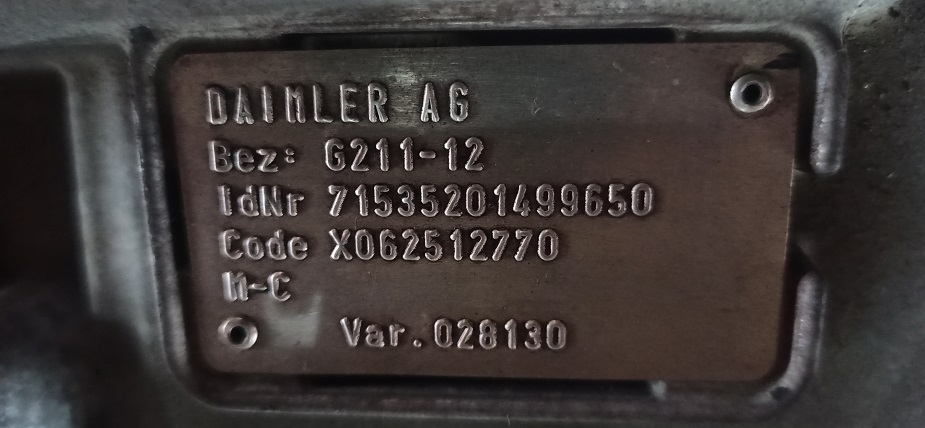 DAIMLER AG
Bez: G211-12
IdNr 71535201499650
Code X062512770
M-C
Var.028130